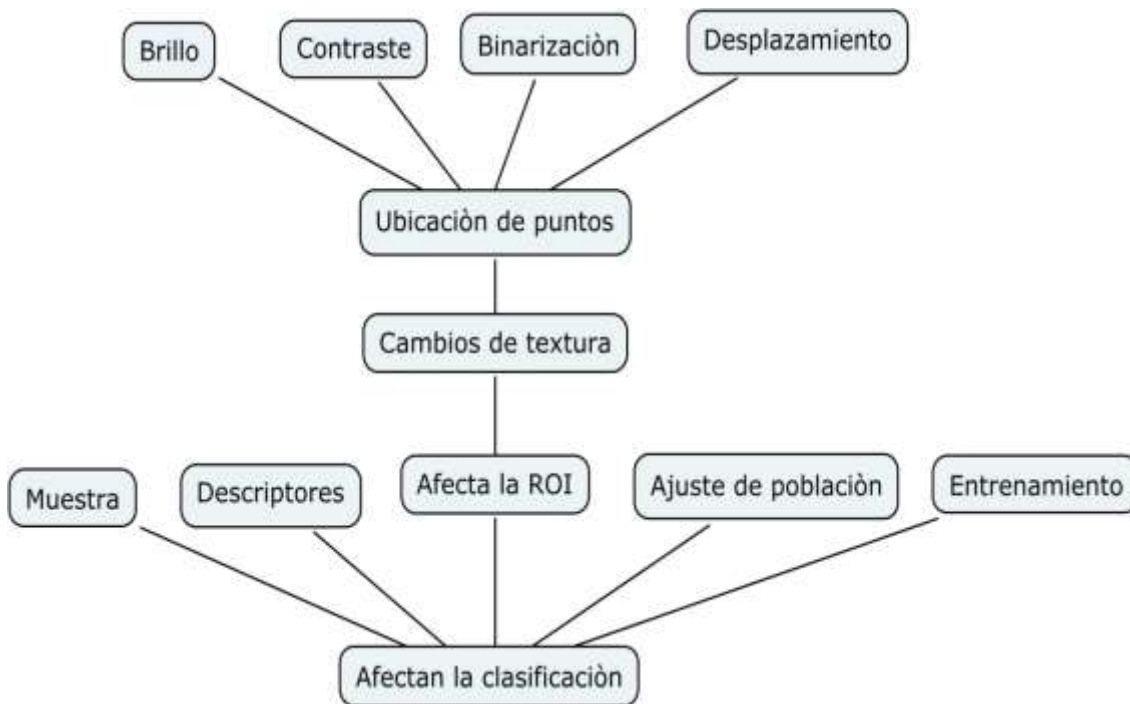 Brillo
Contraste
Binarizaciòn
Desplazamiento
Ubicaciòn de puntos
Cambios de textura
Muestra
Descriptores
Afecta la ROI
Ajuste de poblaciòn
Entrenamiento
Afectan la clasificaciòn